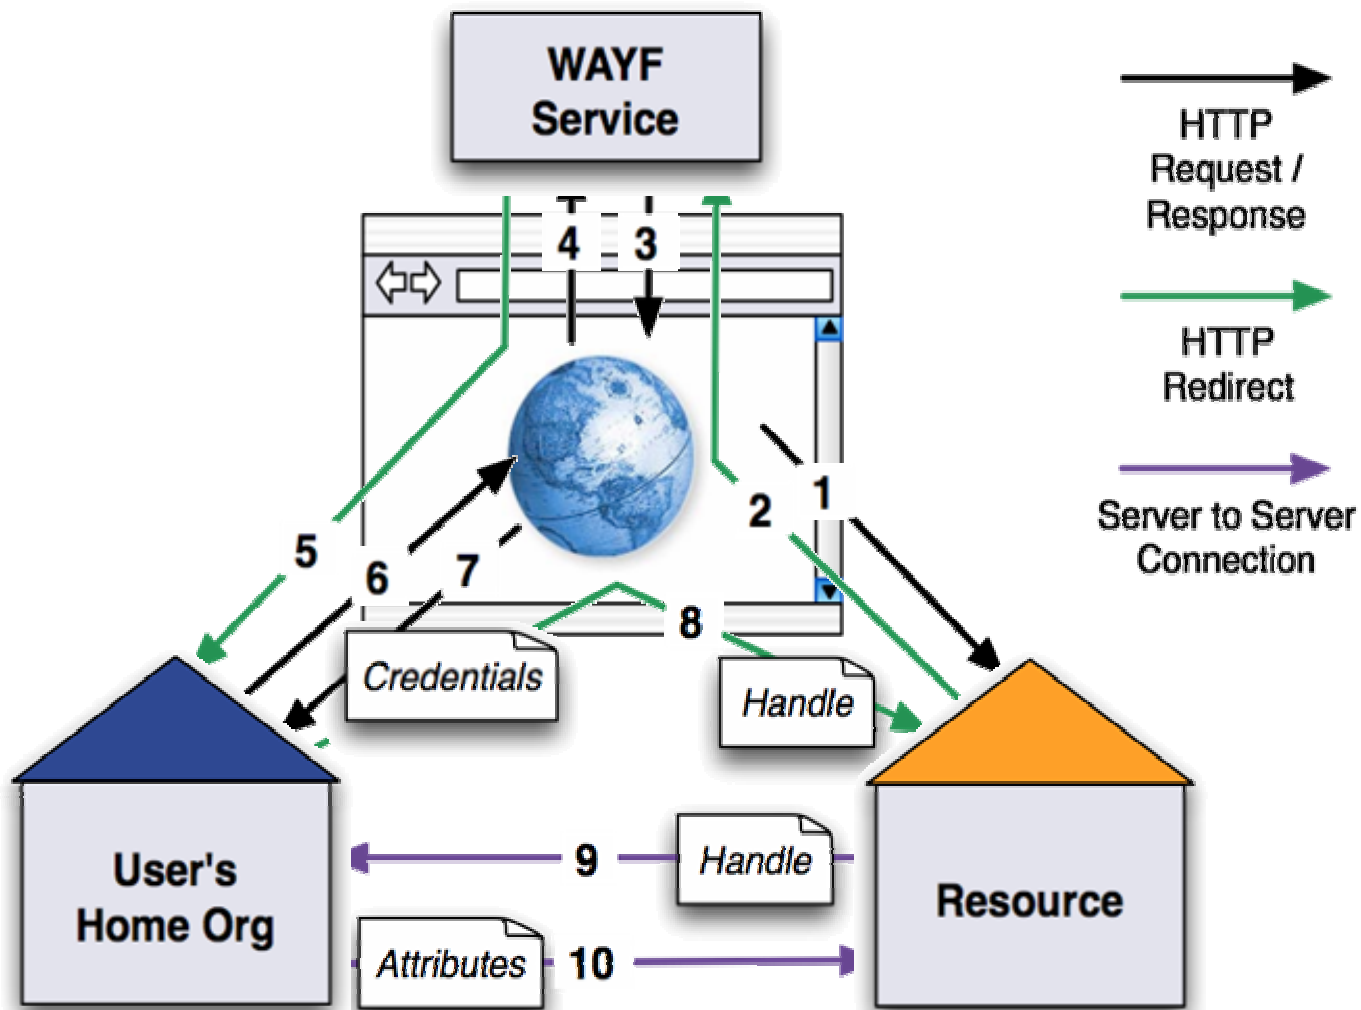 WAYF
Service
HTTP
Request /
Response
HTTP
Redirect
Server to Server
Connection
4
3
1
2
5
6
7
8
Credentials
Handle
User's
Home Org
9
Handle
Resource
Attributes
10